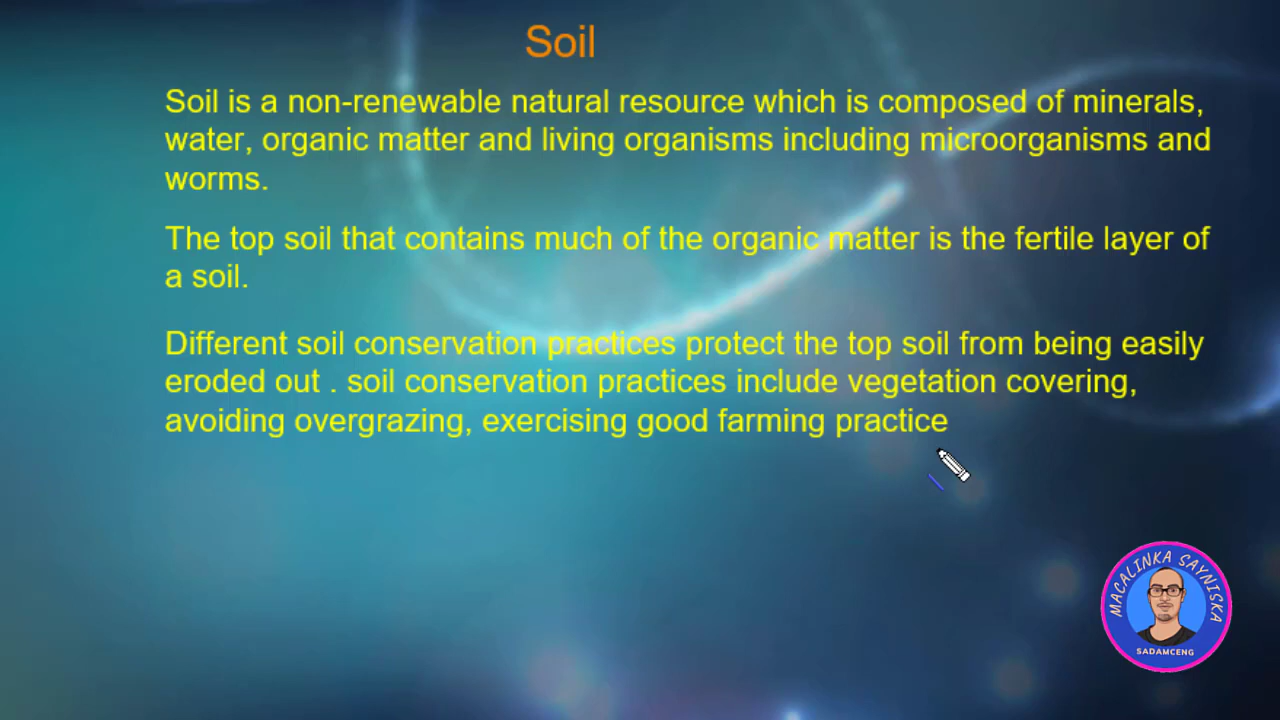 Soil
Soil is a non-renewable natural resource which is composed of minerals,
water, organic matter and living organisms including microorganisms and
worms.
The top soil that contains much of the organic matter is the fertile layer of
a soil.
Different soil conservation practices protect the top soil from being easily
eroded out . soil conservation practices include vegetation covering,
avoiding overgrazing, exercising good farming practice
MACALINKA SAYNISKA
SADAMCENG